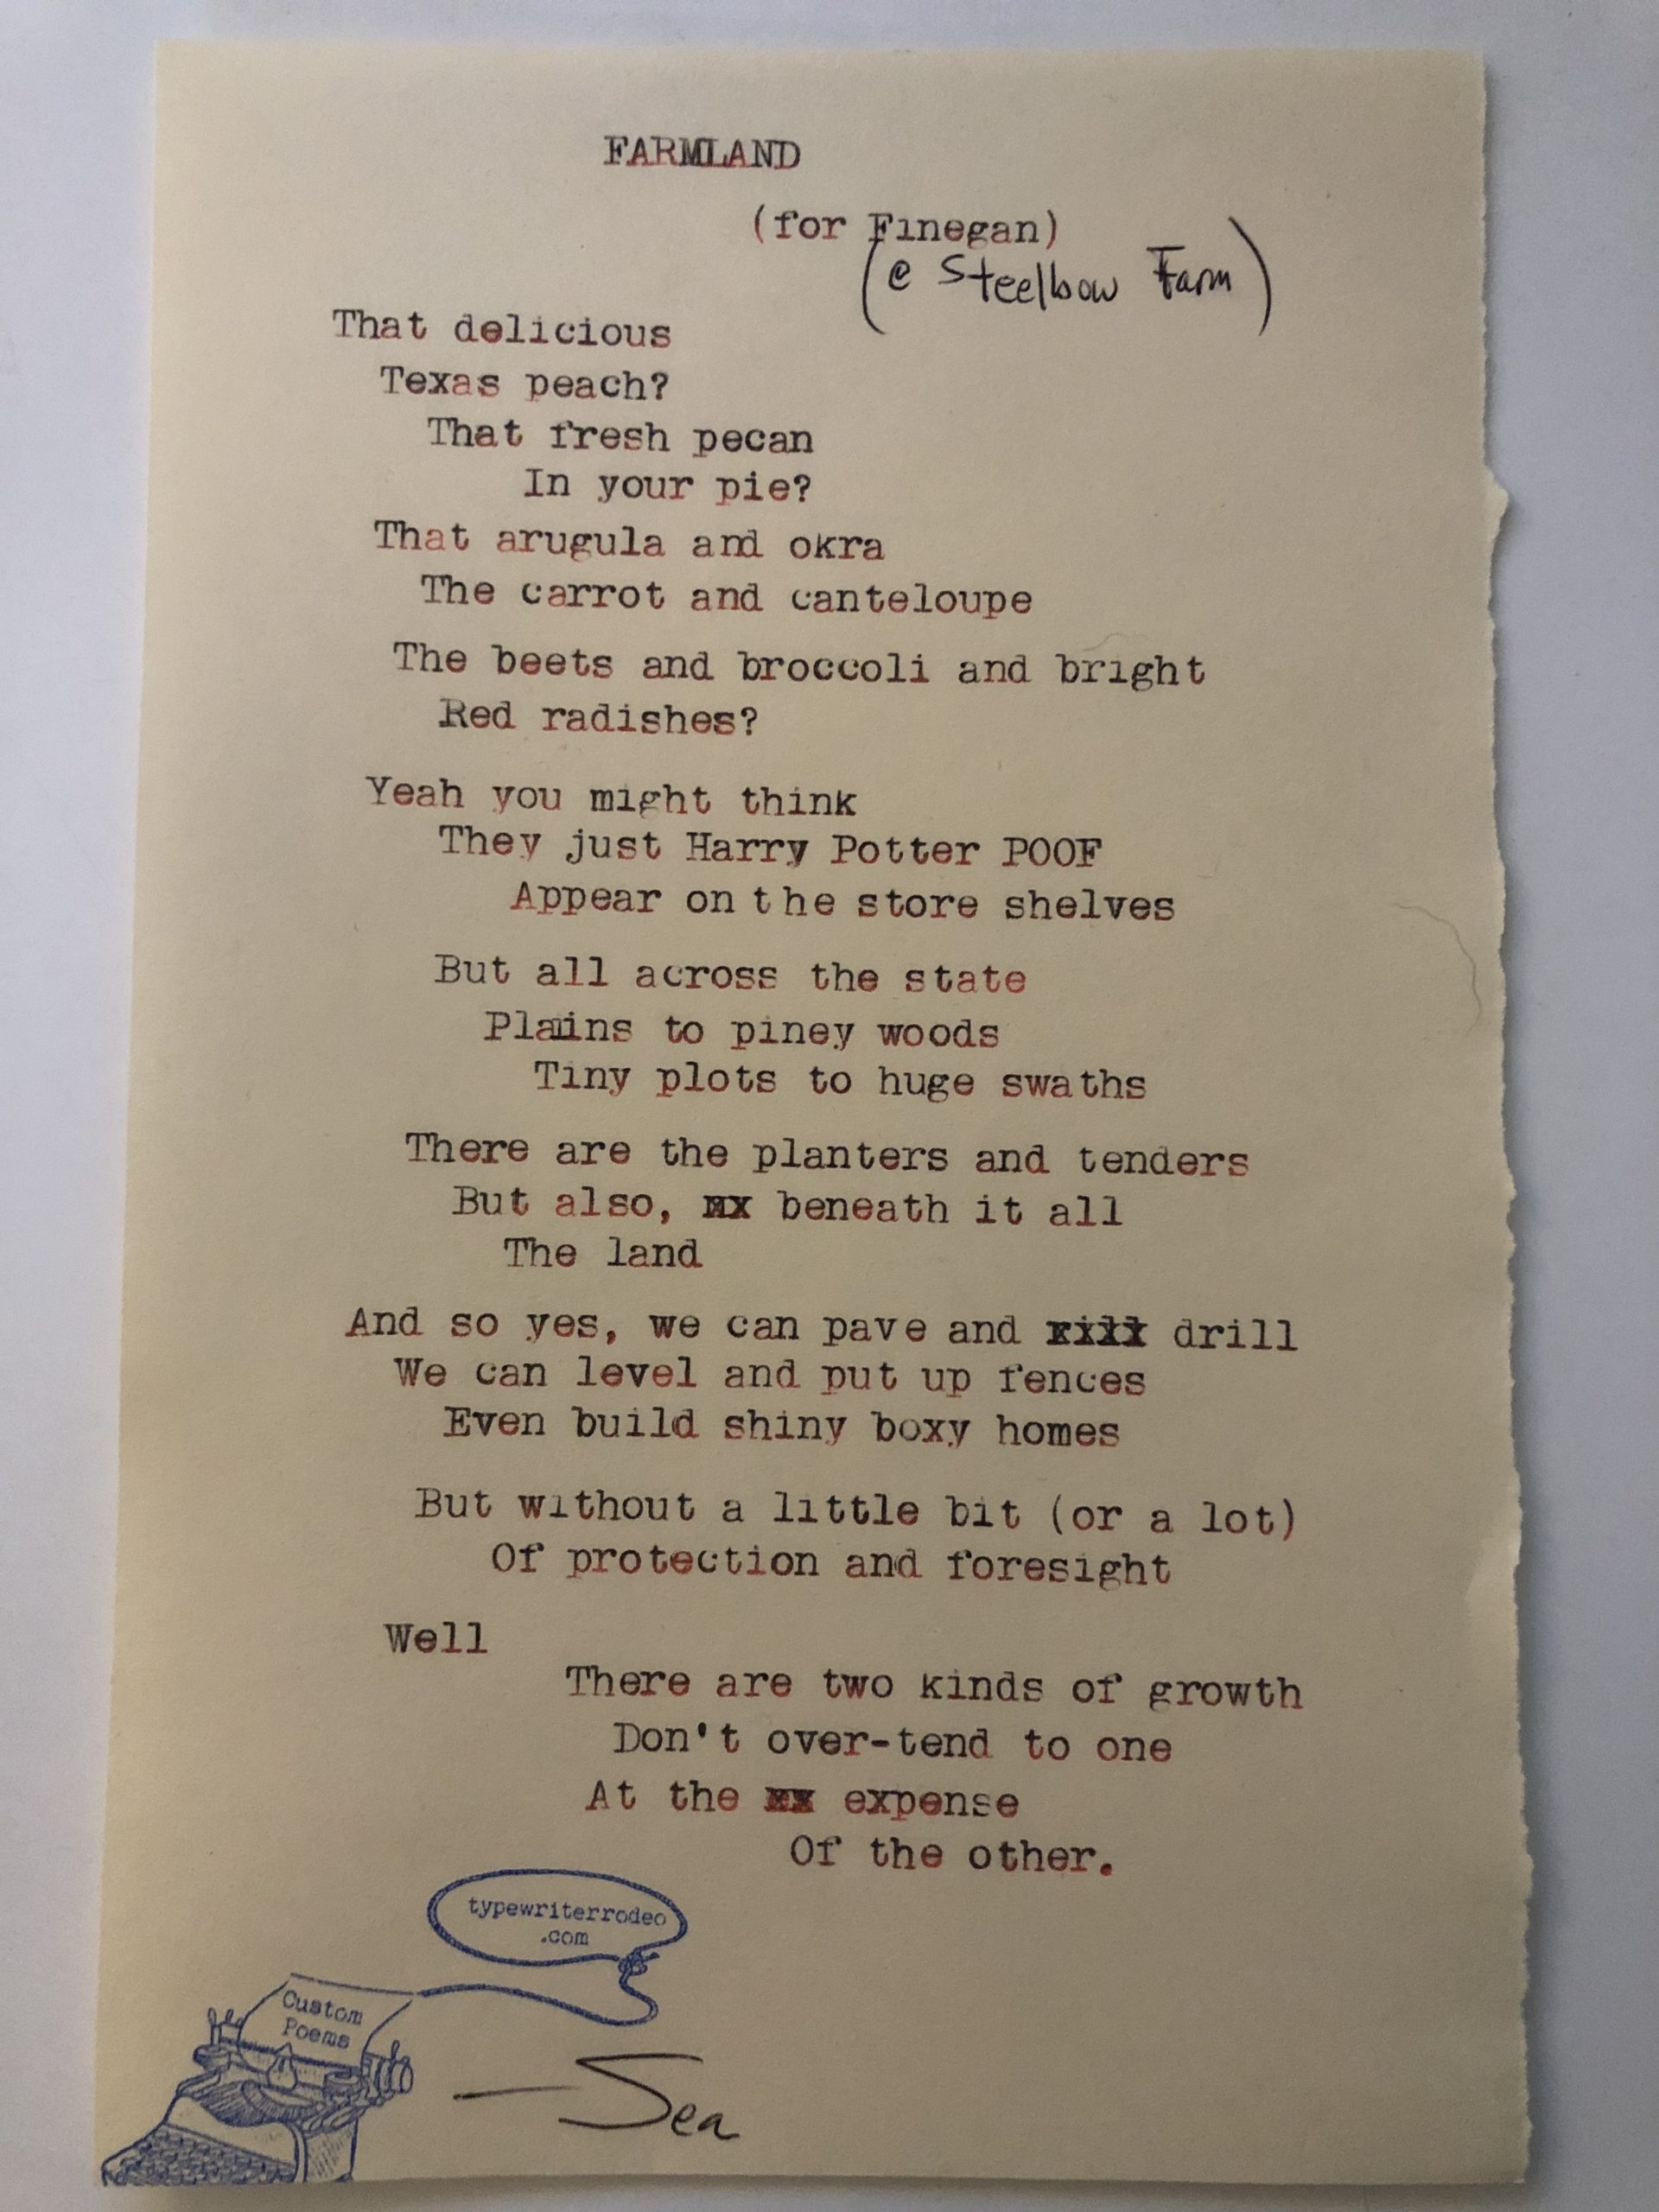 FARMLAND
(for Finegan)
(@ Steelbow Farm)
That delicious
Texas peach?
That fresh pecan
In your pie?
That arugula and okra
The carrot and canteloupe
The beets and broccoli and bright
Red radishes?
Yeah you might think
They just Harry Potter POOF
Appear on the store shelves
But all across the state
Plains to piney woods
Tiny plots to huge swaths
There are the planters and tenders
But also, xx beneath it all
The land
And so yes, we can pave and xixx drill
We can level and put up fences
Even build shiny boxy homes
But without a little bit (or a lot)
Of protection and foresight
Well
There are two kinds of growth
Don't over-tend to one
At the xx expense
Of the other.
typewriterrodeo
.com
Custom
Poems
—Sea